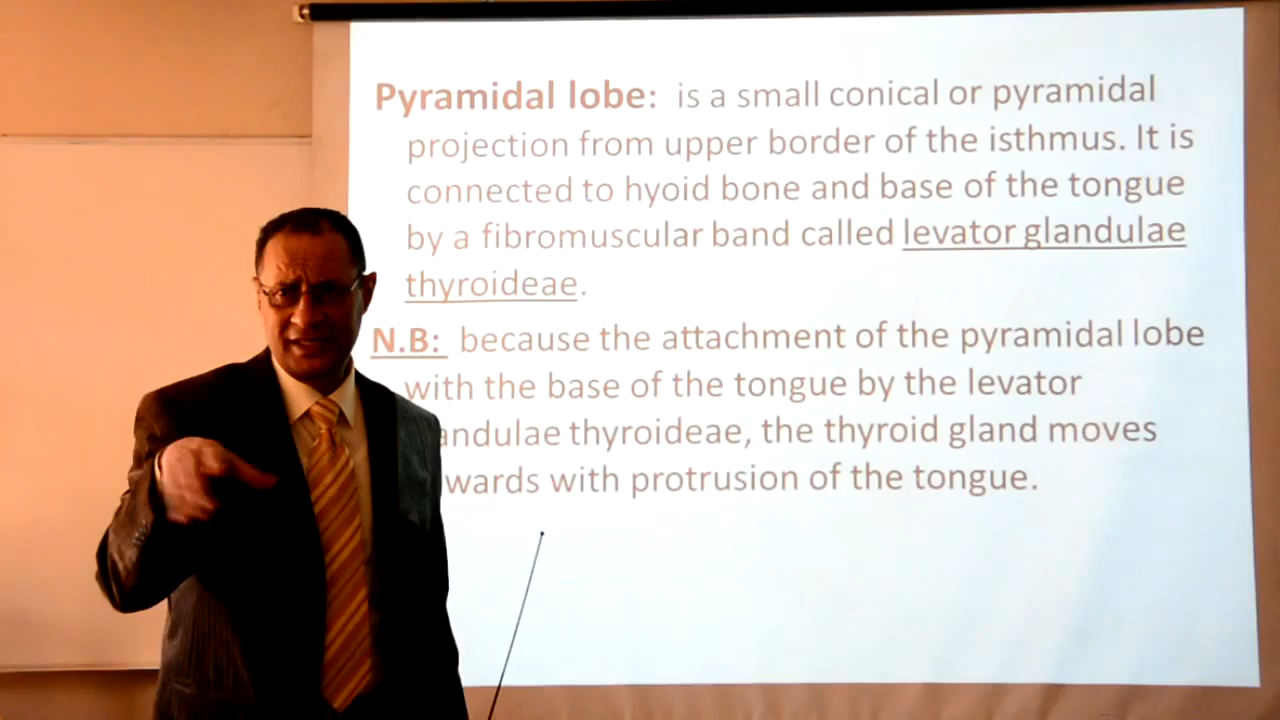 Pyramidal lobe: is a small conical or pyramidal
projection from upper border of the isthmus. It is
connected to hyoid bone and base of the tongue
by a fibromuscular band called levator glandulae
thyroideae.
N.B: because the attachment of the pyramidal lobe
with the base of the tongue by the levator
andulae thyroideae, the thyroid gland moves
wards with protrusion of the tongue.